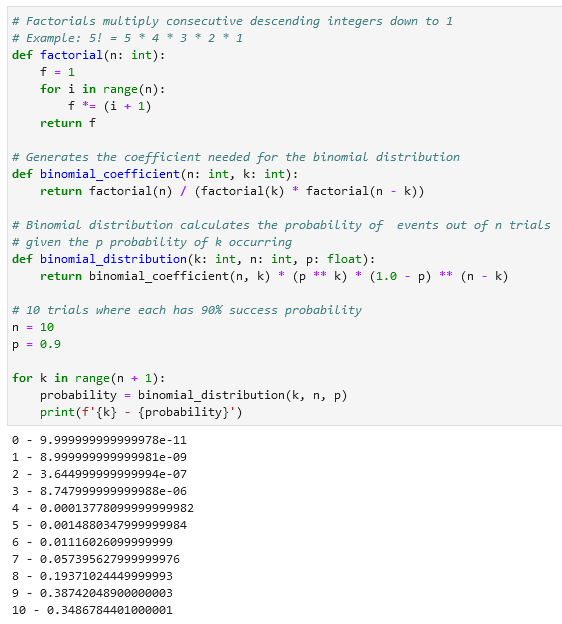 # Factorials multiply consecutive descending integers down to 1
# Example: 5! = 5 * 4 * 3 * 2 * 1
def factorial(n: int):
    f = 1
    for i in range(n):
        f *= (i + 1)
    return f

# Generates the coefficient needed for the binomial distribution
def binomial_coefficient(n: int, k: int):
    return factorial(n) / (factorial(k) * factorial(n - k))

# Binomial distribution calculates the probability of  events out of n trials
# given the p probability of k occurring
def binomial_distribution(k: int, n: int, p: float):
    return binomial_coefficient(n, k) * (p ** k) * (1.0 - p) ** (n - k)

# 10 trials where each has 90% success probability
n = 10
p = 0.9

for k in range(n + 1):
    probability = binomial_distribution(k, n, p)
    print(f'{k} - {probability}')
0 - 9.999999999999978e-11
1 - 8.999999999999981e-09
2 - 3.644999999999994e-07
3 - 8.747999999999988e-06
4 - 0.00013778099999999982
5 - 0.0014880347999999984
6 - 0.01116026099999999
7 - 0.057395627999999976
8 - 0.19371024449999993
9 - 0.38742048900000003
10 - 0.3486784401000001